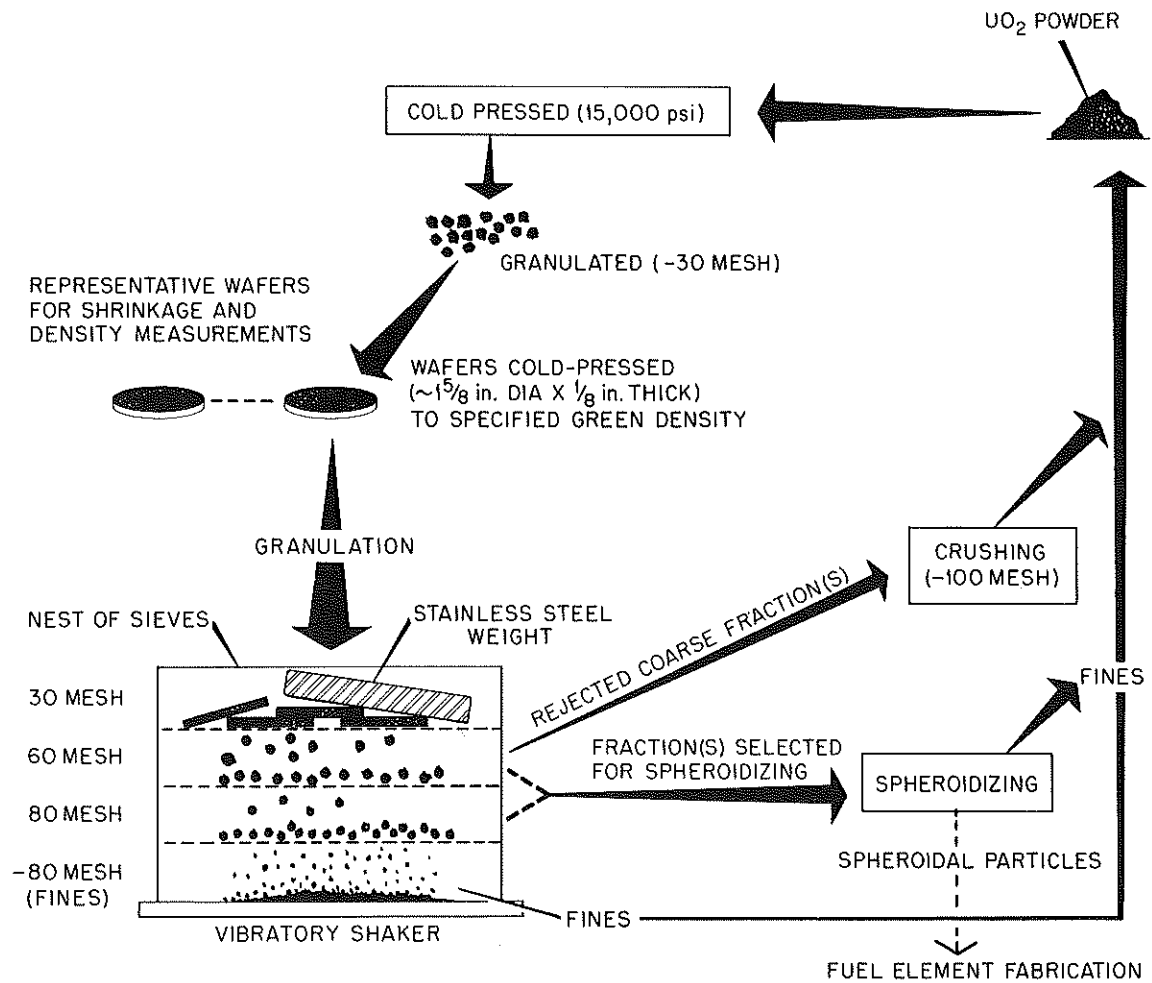 UO2 POWDER
COLD PRESSED (15,000 psi)
GRANULATED (-30 MESH)
REPRESENTATIVE WAFERS
FOR SHRINKAGE AND
DENSITY MEASUREMENTS
WAFERS COLD-PRESSED
(~1 5/8 in. DIA X 1/8 in. THICK)
TO SPECIFIED GREEN DENSITY
GRANULATION
CRUSHING
(-100 MESH)
NEST OF SIEVES
STAINLESS STEEL
WEIGHT
REJECTED COARSE FRACTION(S)
FINES
30 MESH
60 MESH
80 MESH
-80 MESH
(FINES)
FRACTION(S) SELECTED
FOR SPHEROIDIZING
SPHEROIDIZING
SPHEROIDAL PARTICLES
FINES
VIBRATORY SHAKER
FUEL ELEMENT FABRICATION